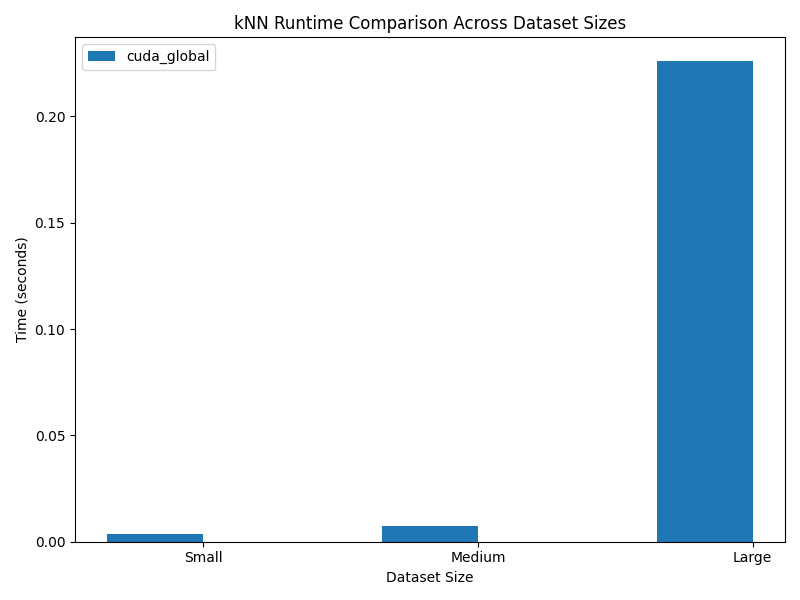 kNN Runtime Comparison Across Dataset Sizes
cuda_global
Time (seconds)
0.20
0.15
0.10
0.05
0.00
Small Medium Large
Dataset Size